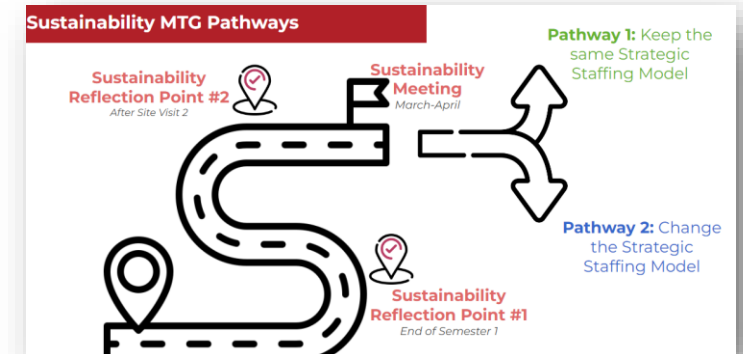 Sustainability MTG Pathways
Pathway 1: Keep the
same Strategic
Staffing Model
Sustainability
Reflection Point #2
After Site Visit 2
Sustainability
Meeting
March-April
Pathway 2: Change
the Strategic
Staffing Model
Sustainability
Reflection Point #1
End of Semester 1